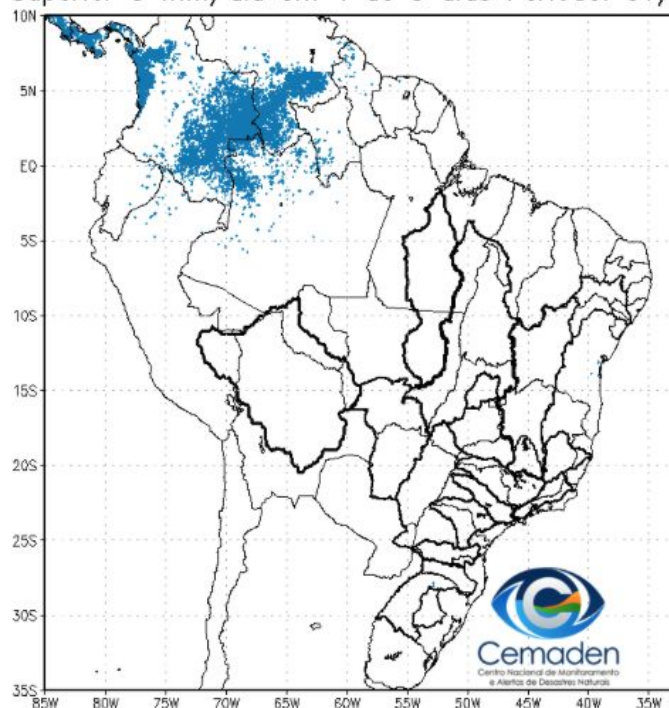 10N
5N
EQ
5S
10S
15S
20S
25S
30S
35S
85W 80W 75W 70W 65W 60W 55W 50W 45W 40W 35W
Cemaden
Centro Nacional de Monitoramento
e Alertas de Desastres Naturais